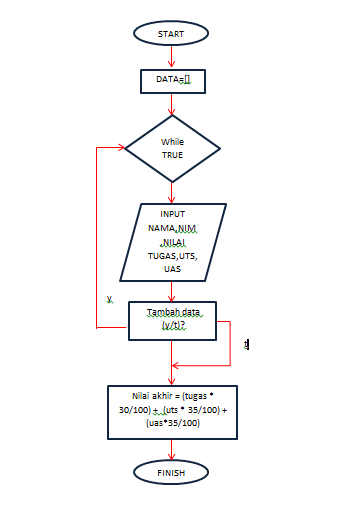 START
DATA=[]
While
TRUE
INPUT
NAMA,NIM
,NILAI
TUGAS,UTS,
UAS
y
Tambah data
(y/t)?
t
Nilai akhir = (tugas *
30/100) + (uts * 35/100) +
(uas*35/100)
FINISH